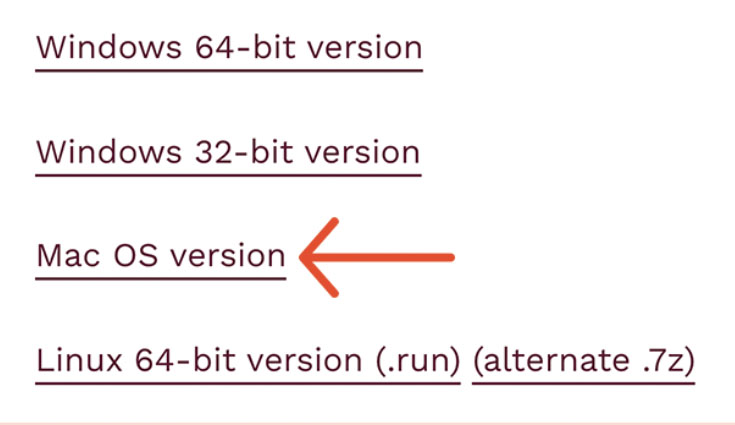 Windows 64-bit version
Windows 32-bit version
Mac OS version
Linux 64-bit version (.run) (alternate .7z)